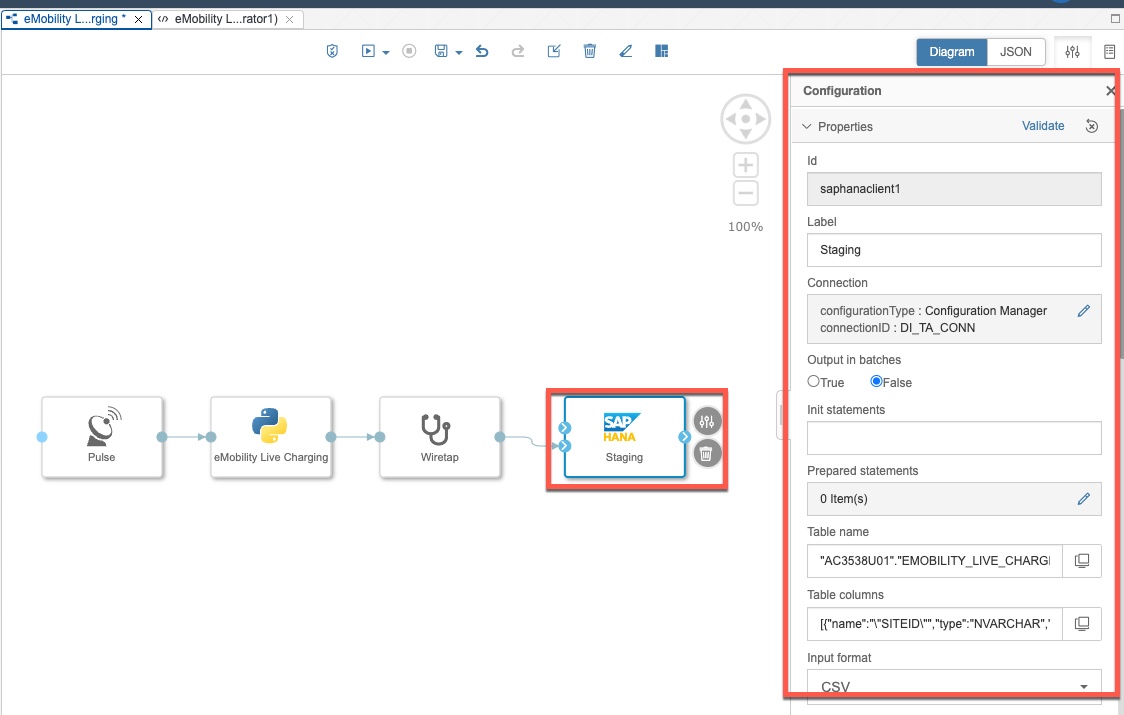 eMobility L...rging *
eMobility L...rator1)
Diagram
JSON
Configuration
Properties
Validate
Id
saphanaclient1
Label
Staging
Connection
configurationType : Configuration Manager
connectionID : DI_TA_CONN
Output in batches
True
False
Init statements
Prepared statements
0 Item(s)
Table name
"AC3538U01"."EMOBILITY_LIVE_CHARGI
Table columns
[{"name":"\"SITEID\"","type":"NVARCHAR","
Input format
CSV
100%
Pulse
eMobility Live Charging
Wiretap
SAP
HANA
Staging